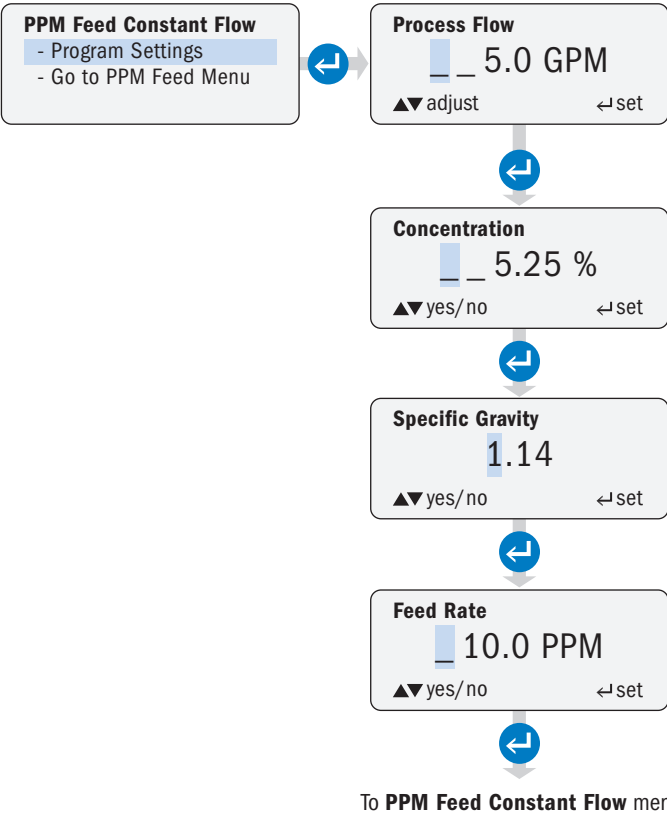 PPM Feed Constant Flow
- Program Settings
- Go to PPM Feed Menu
Process Flow
_ _ 5.0 GPM
▲▼ adjust ↵ set
Concentration
_ _ 5.25 %
▲▼ yes/no ↵ set
Specific Gravity
1.14
▲▼ yes/no ↵ set
Feed Rate
_ 10.0 PPM
▲▼ yes/no ↵ set
To PPM Feed Constant Flow